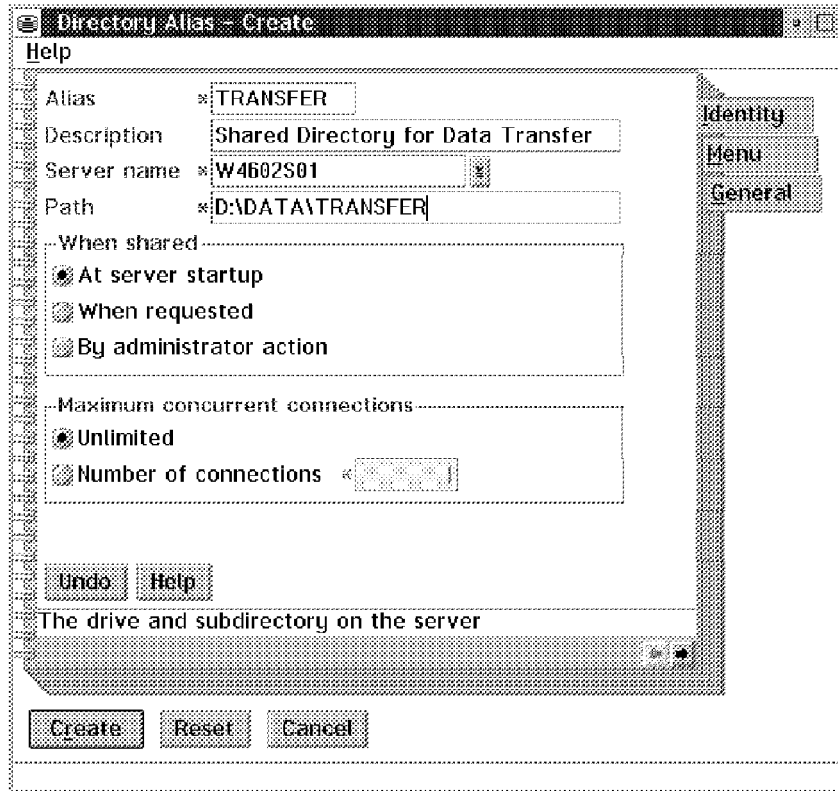 Directory Alias - Create
Help
Alias * TRANSFER
Description Shared Directory for Data Transfer
Server name * W4602S01
Path * D:\DATA\TRANSFER
Identity
Menu
General
When shared
At server startup
When requested
By administrator action
Maximum concurrent connections
Unlimited
Number of connections *
Undo Help
The drive and subdirectory on the server
Create Reset Cancel